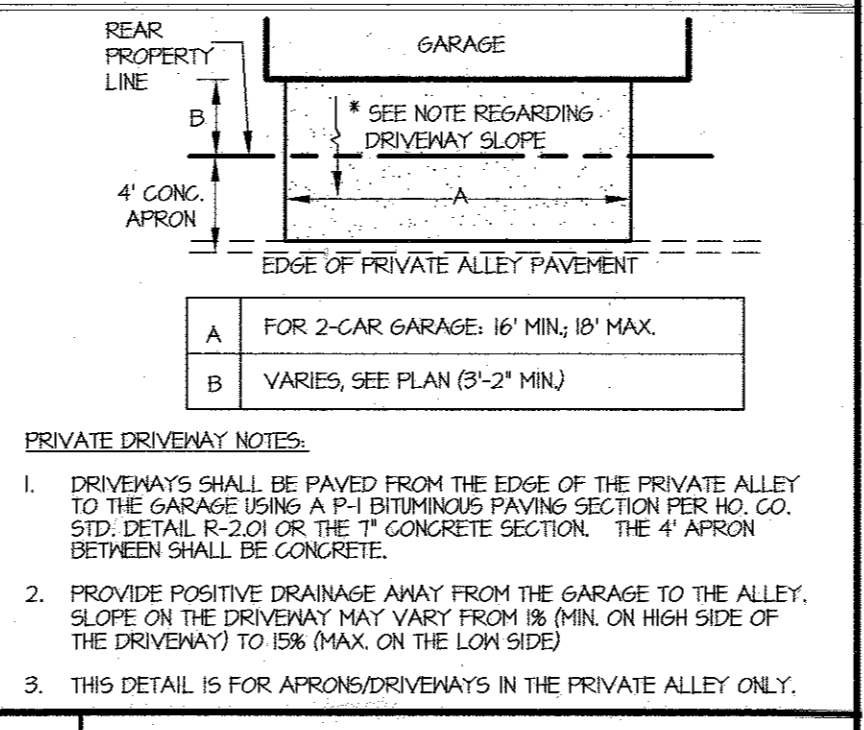 REAR
PROPERTY
LINE
GARAGE
B
* SEE NOTE REGARDING
DRIVEWAY SLOPE
4' CONC.
APRON
A
EDGE OF PRIVATE ALLEY PAVEMENT
A FOR 2-CAR GARAGE: 16' MIN.; 18' MAX.
B VARIES, SEE PLAN (3'-2" MIN.)
PRIVATE DRIVEWAY NOTES:
1. DRIVEWAYS SHALL BE PAVED FROM THE EDGE OF THE PRIVATE ALLEY
TO THE GARAGE USING A P-1 BITUMINOUS PAVING SECTION PER HO. CO.
STD. DETAIL R-2.01 OR THE 7" CONCRETE SECTION. THE 4' APRON
BETWEEN SHALL BE CONCRETE.
2. PROVIDE POSITIVE DRAINAGE AWAY FROM THE GARAGE TO THE ALLEY.
SLOPE ON THE DRIVEWAY MAY VARY FROM 1% (MIN. ON HIGH SIDE OF
THE DRIVEWAY) TO 15% (MAX. ON THE LOW SIDE)
3. THIS DETAIL IS FOR APRONS/DRIVEWAYS IN THE PRIVATE ALLEY ONLY.